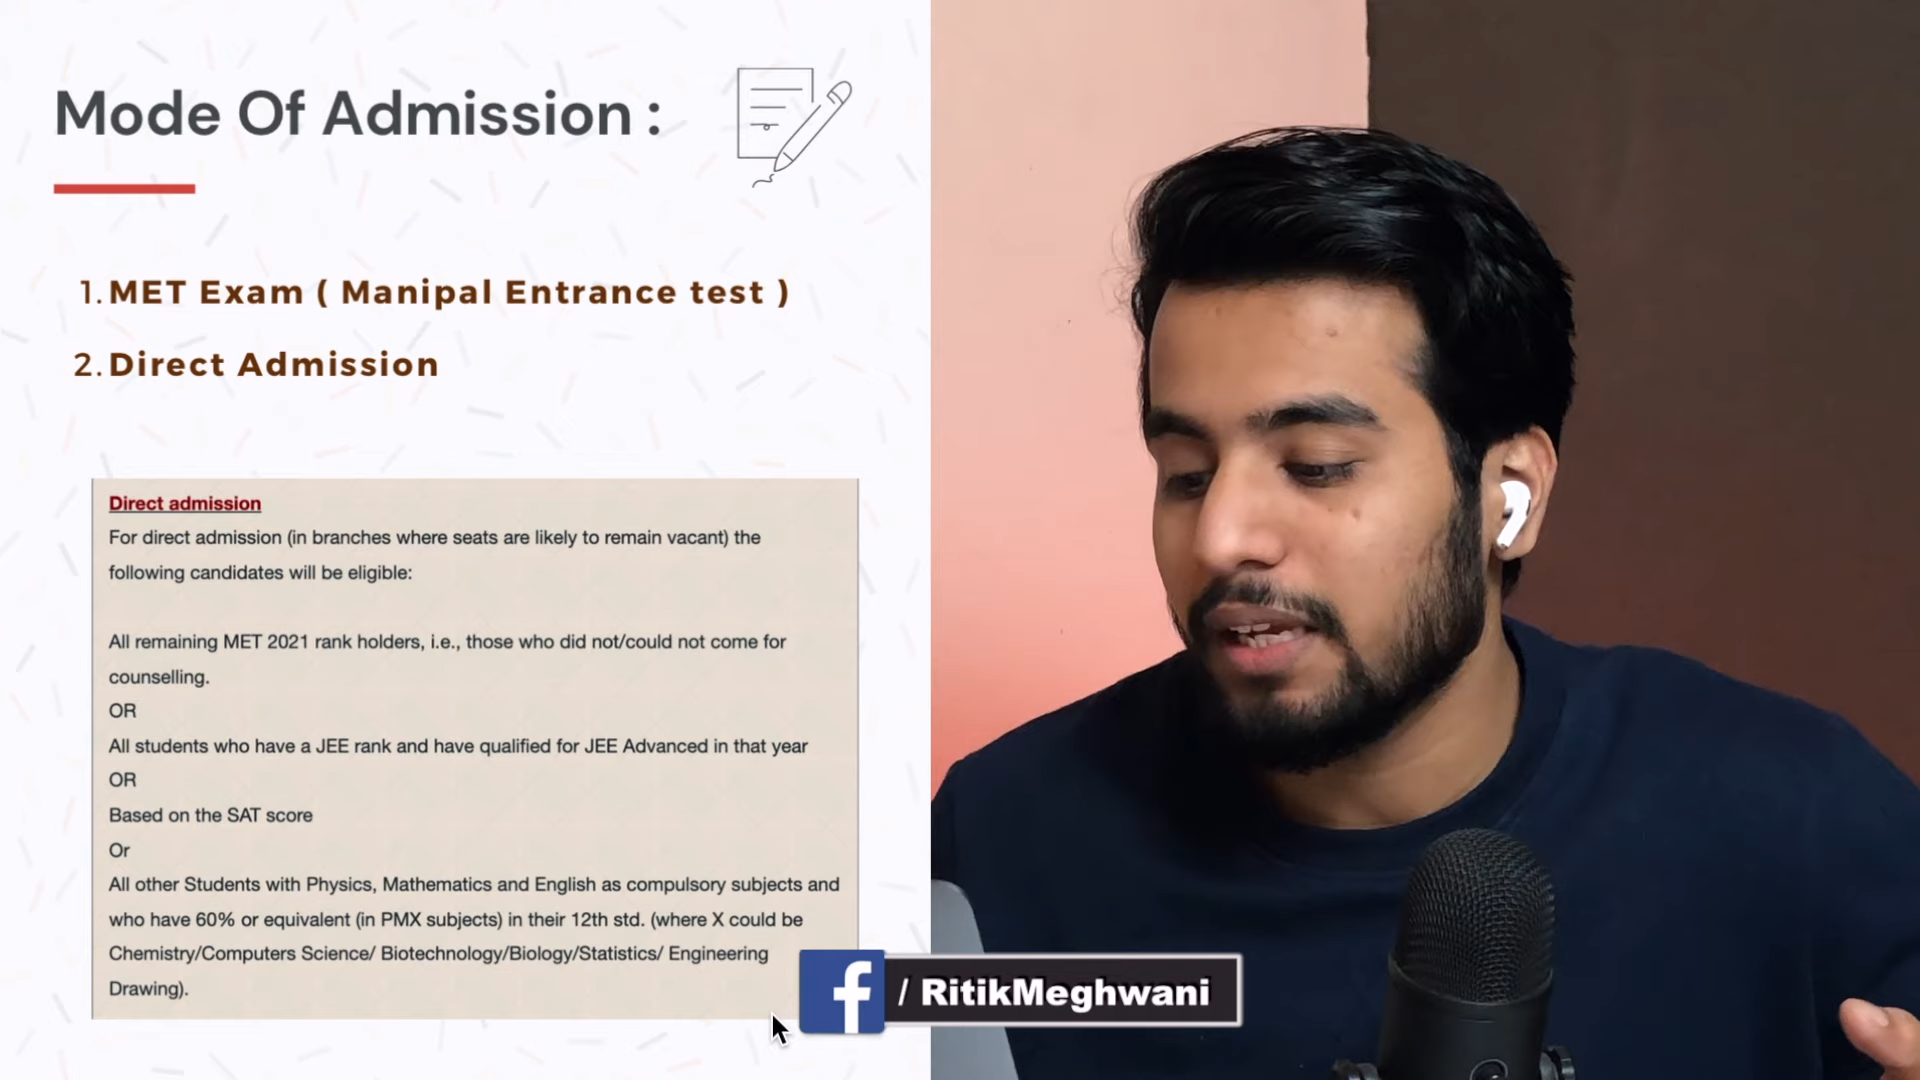 Mode Of Admission :
1. MET Exam ( Manipal Entrance test )
2. Direct Admission
Direct admission
For direct admission (in branches where seats are likely to remain vacant) the
following candidates will be eligible:
All remaining MET 2021 rank holders, i.e., those who did not/could not come for
counselling.
OR
All students who have a JEE rank and have qualified for JEE Advanced in that year
OR
Based on the SAT score
Or
All other Students with Physics, Mathematics and English as compulsory subjects and
who have 60% or equivalent (in PMX subjects) in their 12th std. (where X could be
Chemistry/Computers Science/ Biotechnology/Biology/Statistics/ Engineering
Drawing).
f / RitikMeghwani